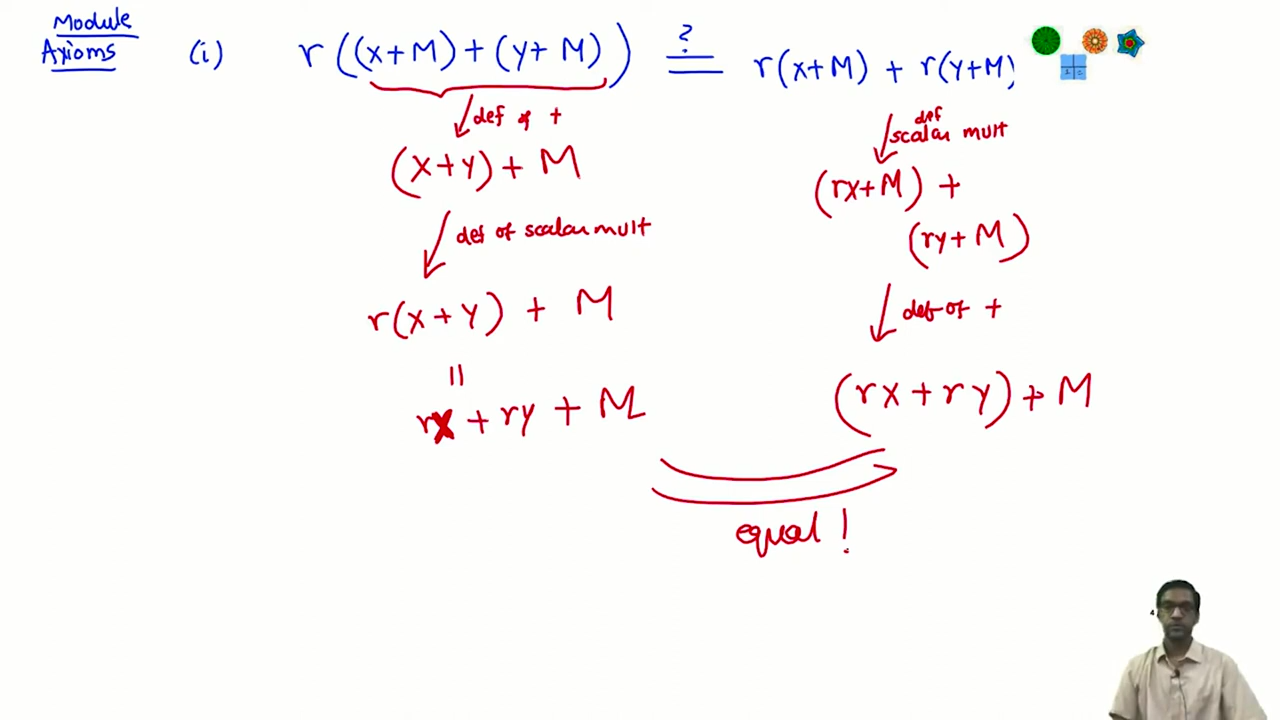 Module
Axioms (i) r((x+M) + (y+M)) ?= r(x+M) + r(y+M)
def of + def
scalar mult
(x+y) + M (rx+M) +
def of scalar mult (ry+M)
r(x+y) + M def of +
=
rx + ry + M (rx+ry)+M
equal!